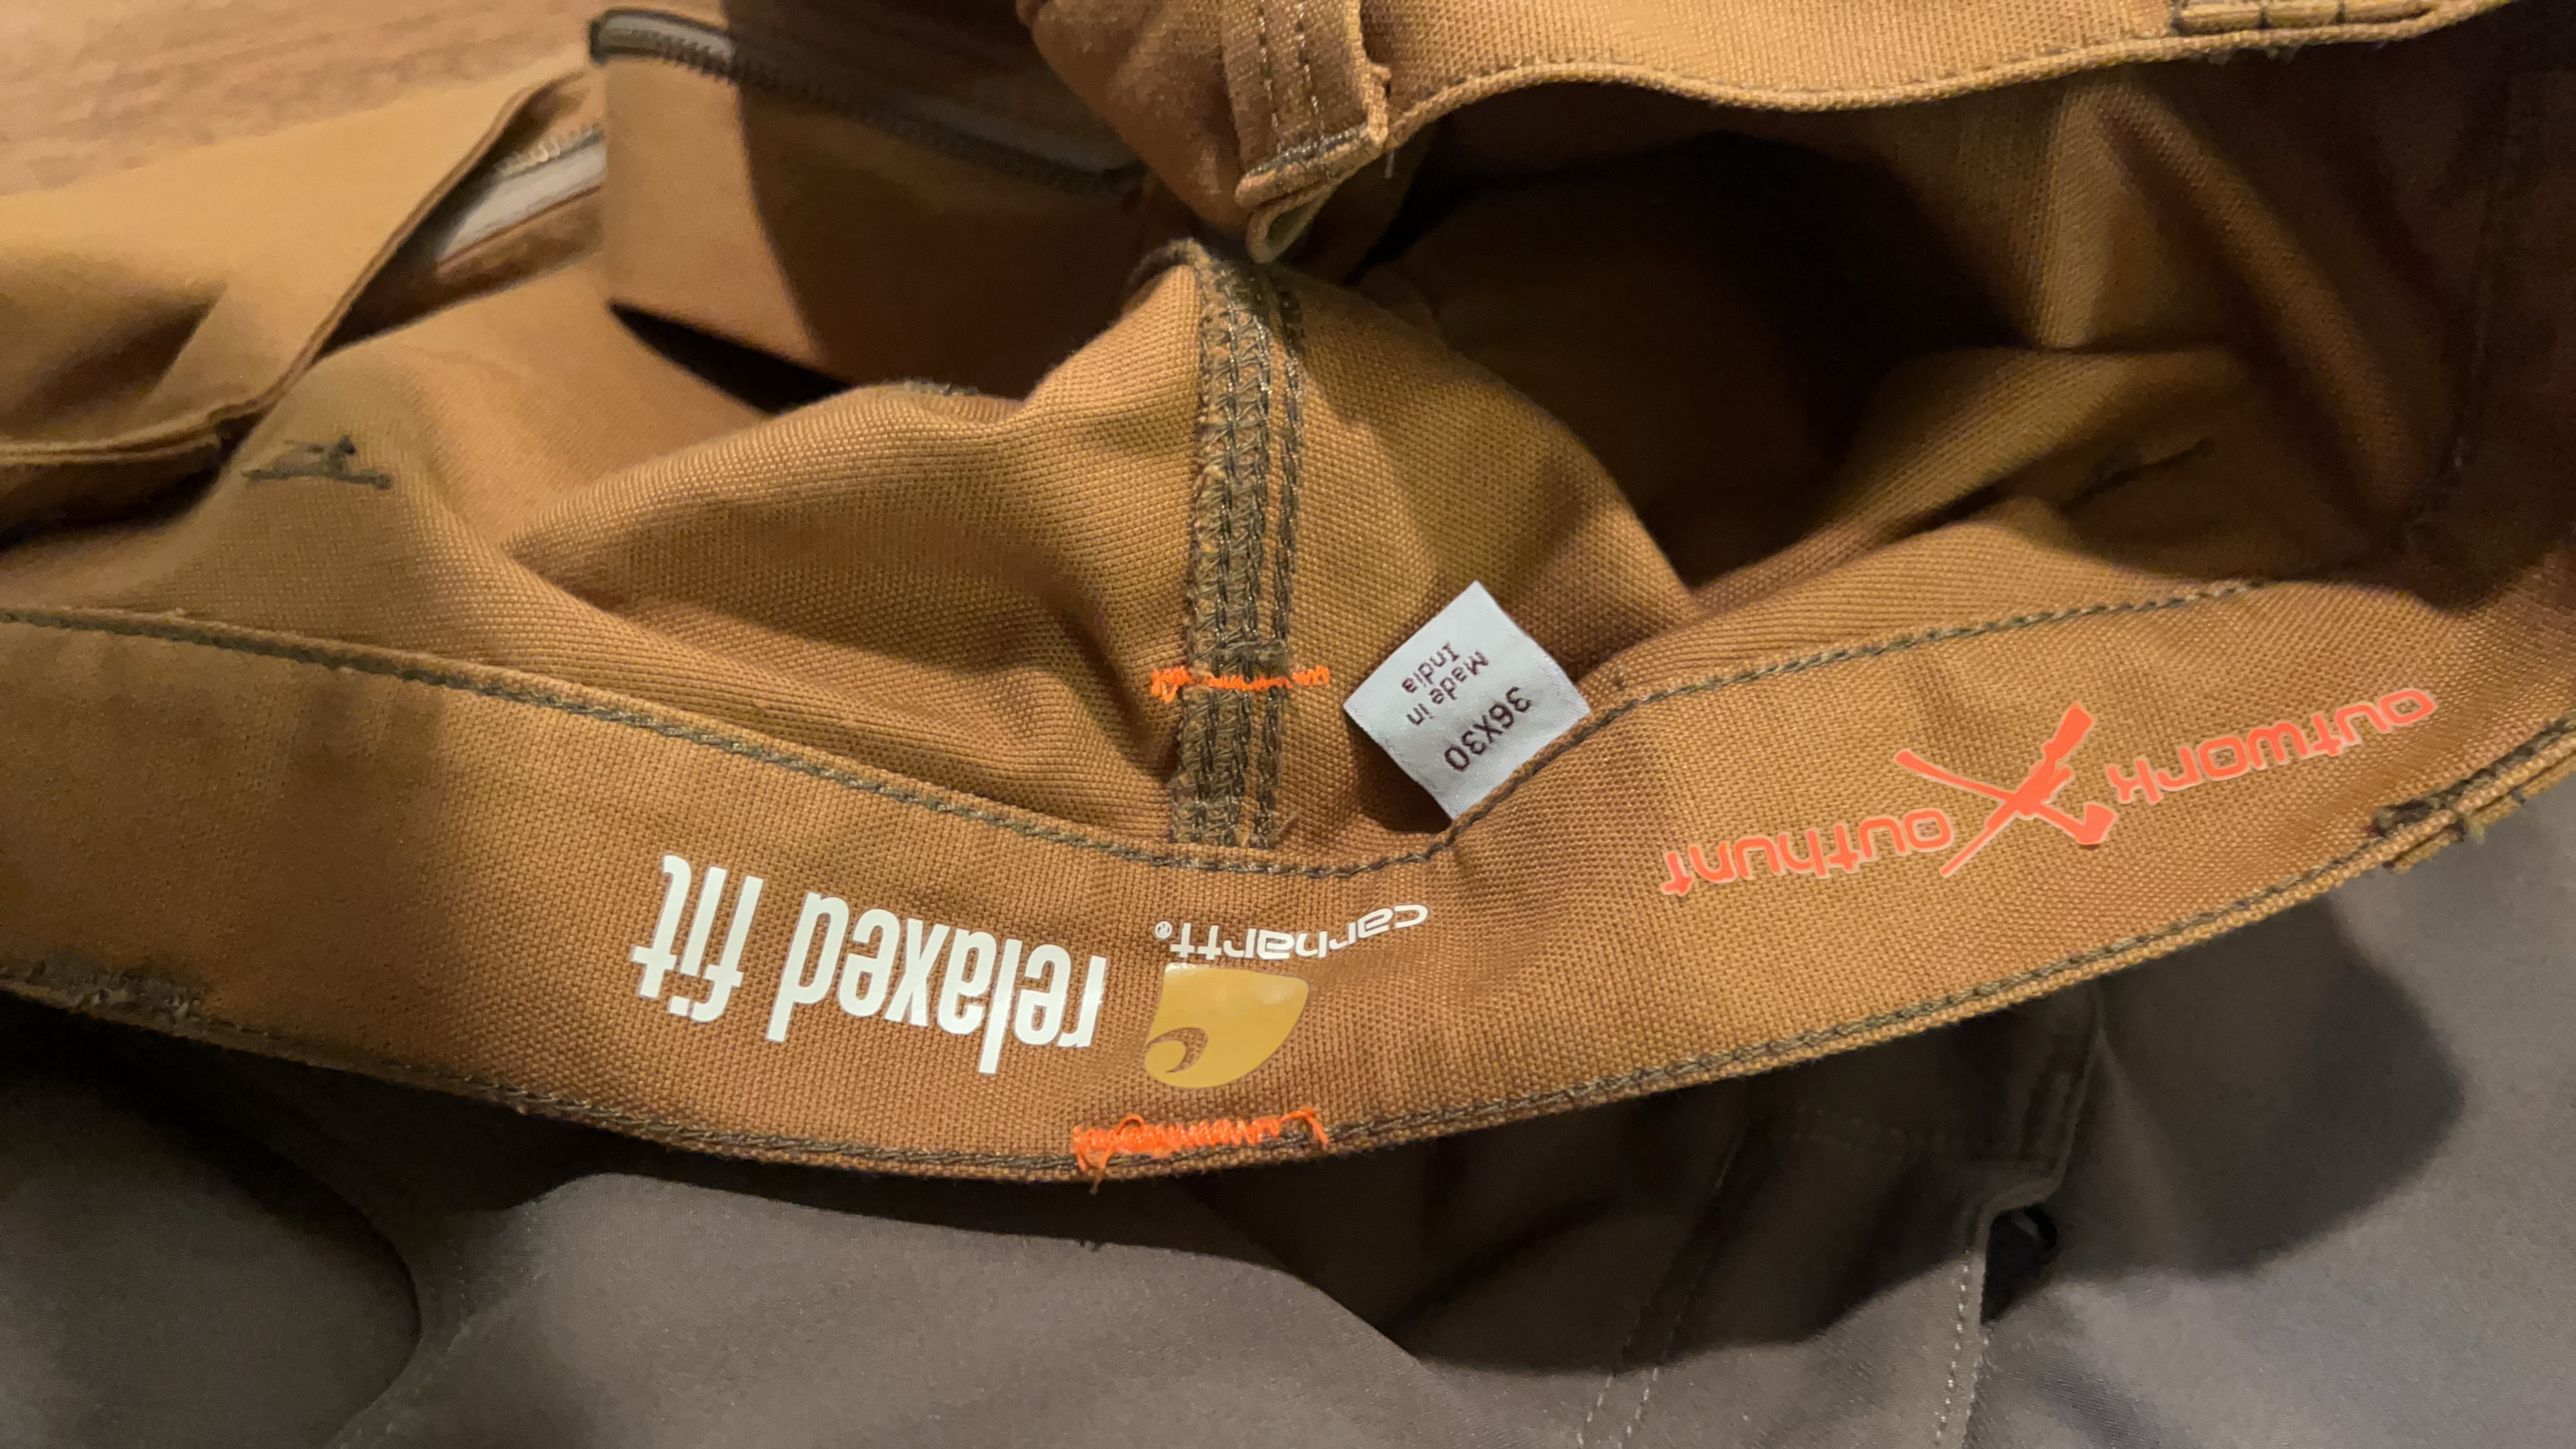 outwork outhunt
carhartt®
relaxed fit
36X30
Made in
India